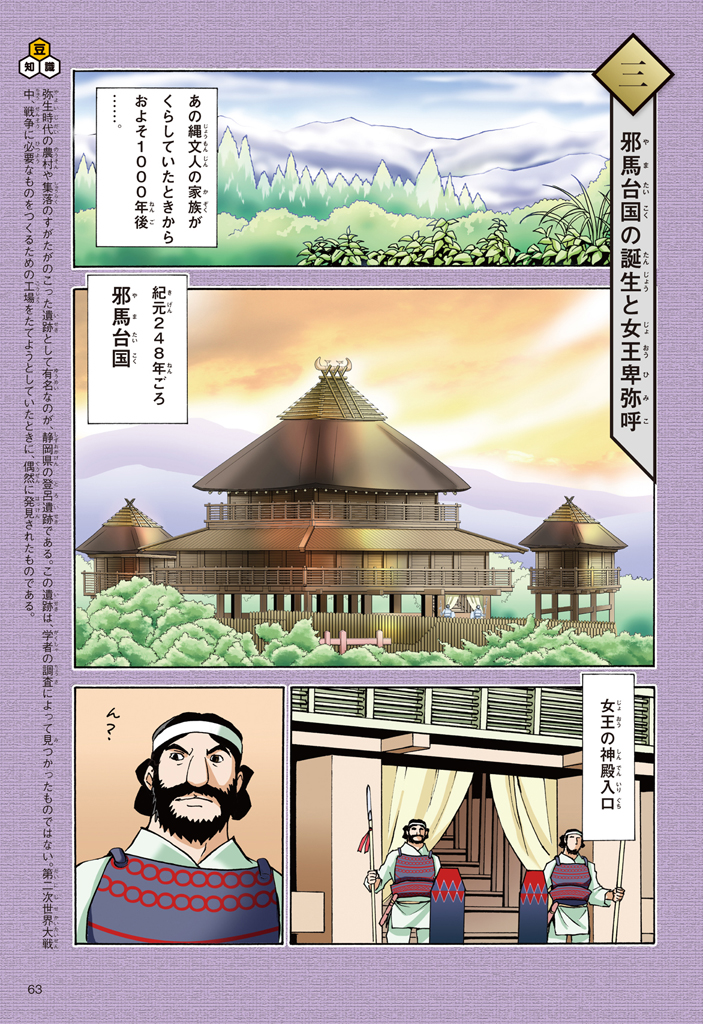 三
邪馬台国の誕生と女王卑弥呼
あの縄文人の家族が
くらしていたときから
およそ1000年後
……。
紀元248年ごろ
邪馬台国
女王の神殿入口
ん?
豆
知識
弥生時代の農村や集落のすがたがのこった遺跡として有名なのが、静岡県の登呂遺跡である。この遺跡は、学者の調査によって見つかったものではない。第二次世界大戦
中、戦争に必要なものをつくるための工場をたてようとしていたときに、偶然に発見されたものである。
63